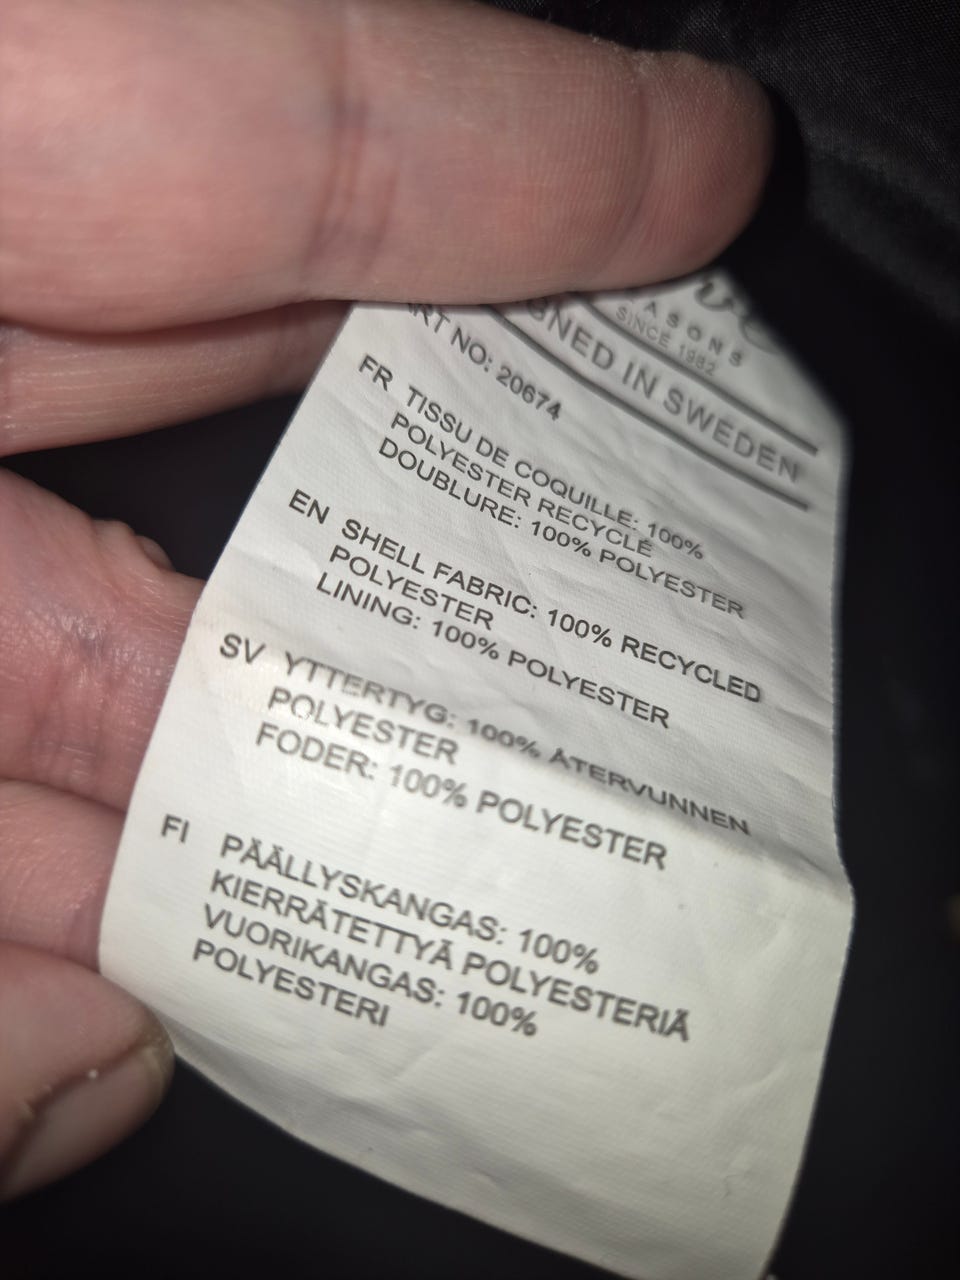 SINCE 1982
IN SWEDEN
NO: 20674
FR TISSU DE COQUILLE: 100%
POLYESTER RECYCLÉ
DOUBLURE: 100% POLYESTER
EN SHELL FABRIC: 100% RECYCLED
POLYESTER
LINING: 100% POLYESTER
SV YTTERTYG: 100% ÅTERVUNNEN
POLYESTER
FODER: 100% POLYESTER
FI PÄÄLLYSKANGAS: 100%
KIERRÄTETTYÄ POLYESTERIÄ
VUORIKANGAS: 100%
POLYESTERI